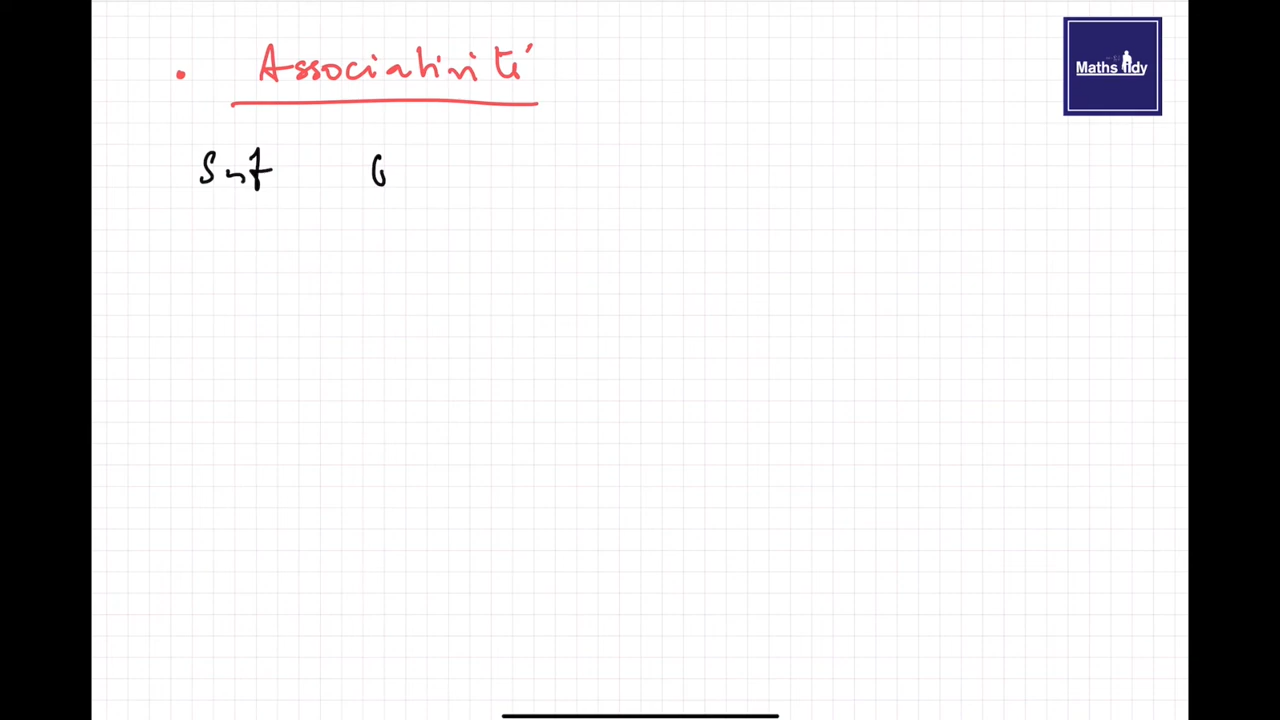 • Associativité
Soit (
Maths